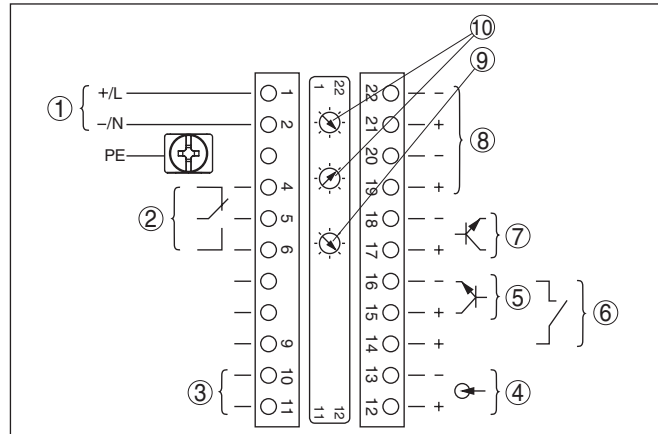 ⑩
⑨
① +/L 1 1 22 22 −
−/N 2 21 + ⑧
PE 20 −
4 19 +
② 5 18 − ⑦
6 17 +
16 − ⑤ ⑥
15 +
9 14 +
③ 10 13 − ④
11 11 12 12 +